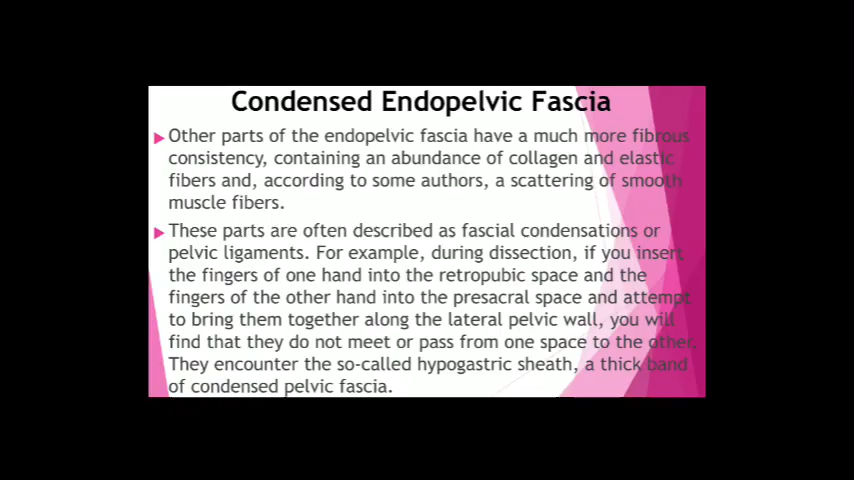 Condensed Endopelvic Fascia
Other parts of the endopelvic fascia have a much more fibrous
consistency, containing an abundance of collagen and elastic
fibers and, according to some authors, a scattering of smooth
muscle fibers.
These parts are often described as fascial condensations or
pelvic ligaments. For example, during dissection, if you insert
the fingers of one hand into the retropubic space and the
fingers of the other hand into the presacral space and attempt
to bring them together along the lateral pelvic wall, you will
find that they do not meet or pass from one space to the other.
They encounter the so-called hypogastric sheath, a thick band
of condensed pelvic fascia.